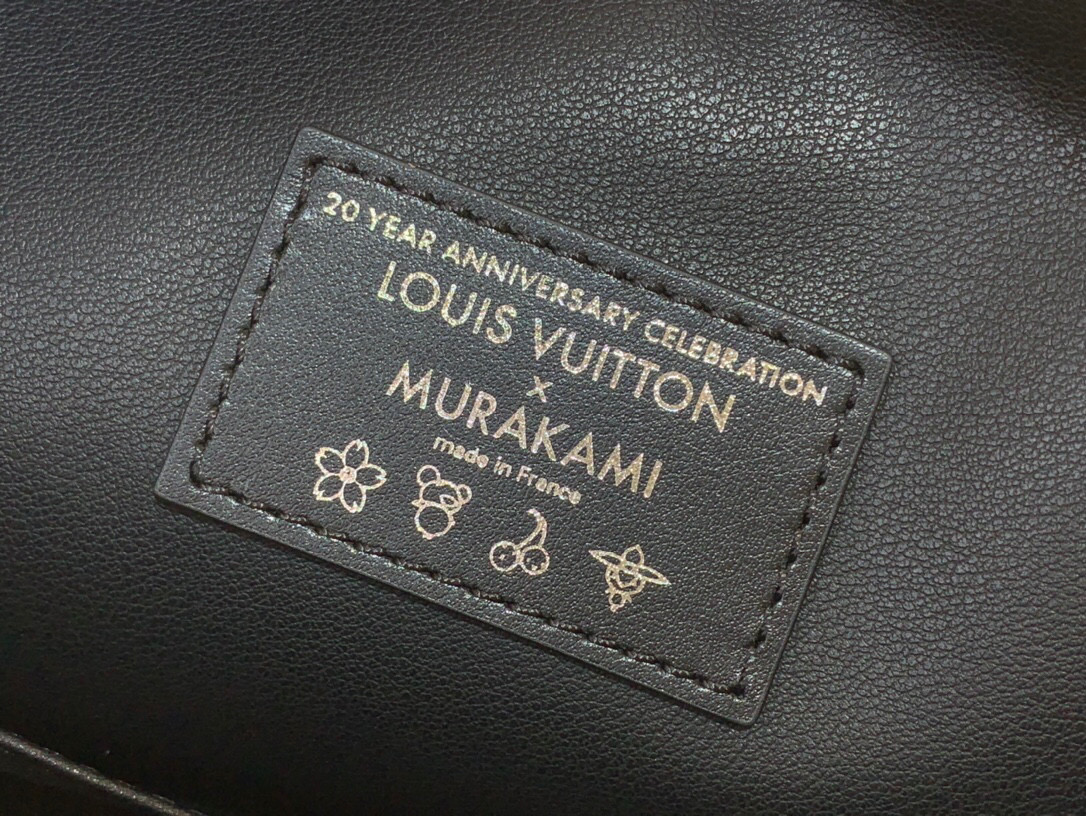 20 YEAR ANNIVERSARY CELEBRATION
LOUIS VUITTON
x
MURAKAMI
made in France